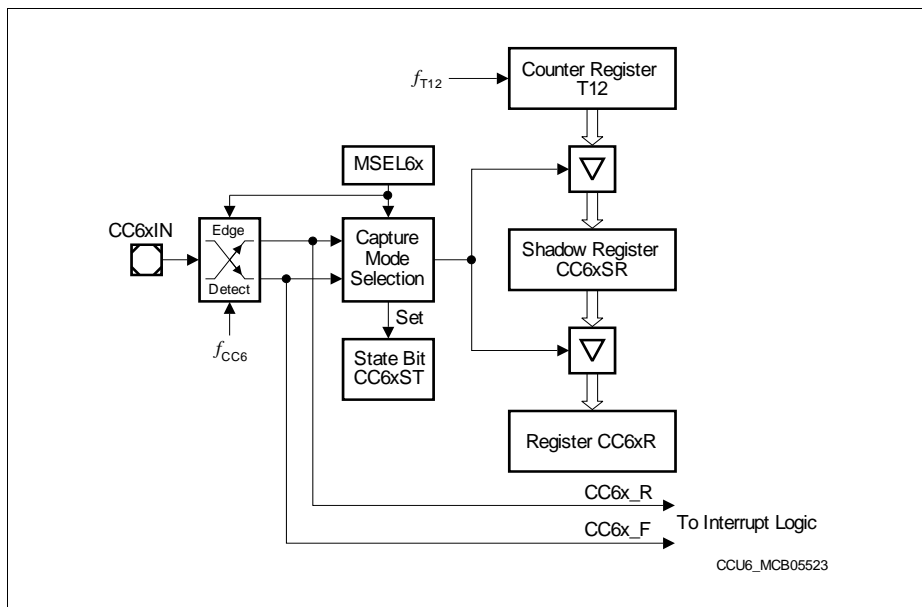 Counter Register
T12
fT12
MSEL6x
CC6xIN
Edge
Detect
Capture
Mode
Selection
Shadow Register
CC6xSR
fCC6
Set
State Bit
CC6xST
Register CC6xR
CC6x_R
To Interrupt Logic
CC6x_F
CCU6_MCB05523